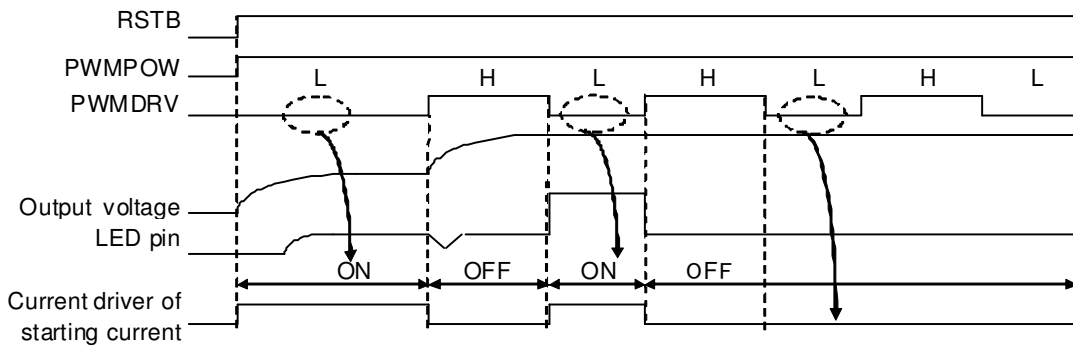 RSTB
PWMPOW
L H L H L H L
PWMDRV
Output voltage
LED pin
ON OFF ON OFF
Current driver of
starting current